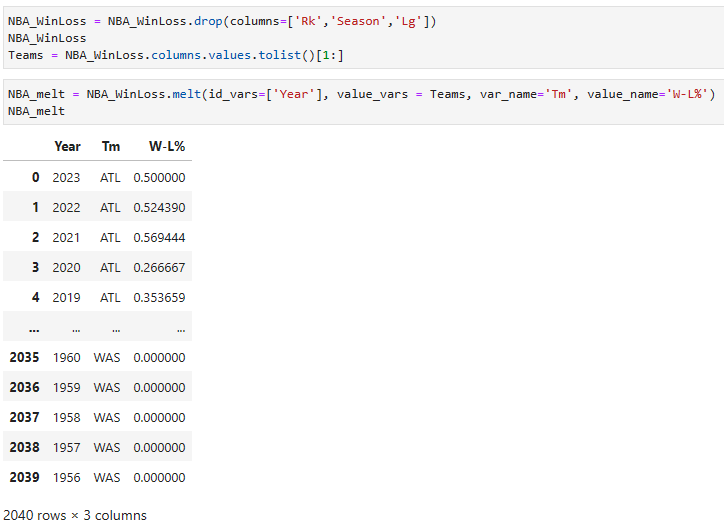 NBA_WinLoss = NBA_WinLoss.drop(columns=['Rk','Season','Lg'])
NBA_WinLoss
Teams = NBA_WinLoss.columns.values.tolist()[1:]
NBA_melt = NBA_WinLoss.melt(id_vars=['Year'], value_vars = Teams, var_name='Tm', value_name='W-L%')
NBA_melt
Year Tm W-L%
0 2023 ATL 0.500000
1 2022 ATL 0.524390
2 2021 ATL 0.569444
3 2020 ATL 0.266667
4 2019 ATL 0.353659
... ... ... ...
2035 1960 WAS 0.000000
2036 1959 WAS 0.000000
2037 1958 WAS 0.000000
2038 1957 WAS 0.000000
2039 1956 WAS 0.000000
2040 rows × 3 columns